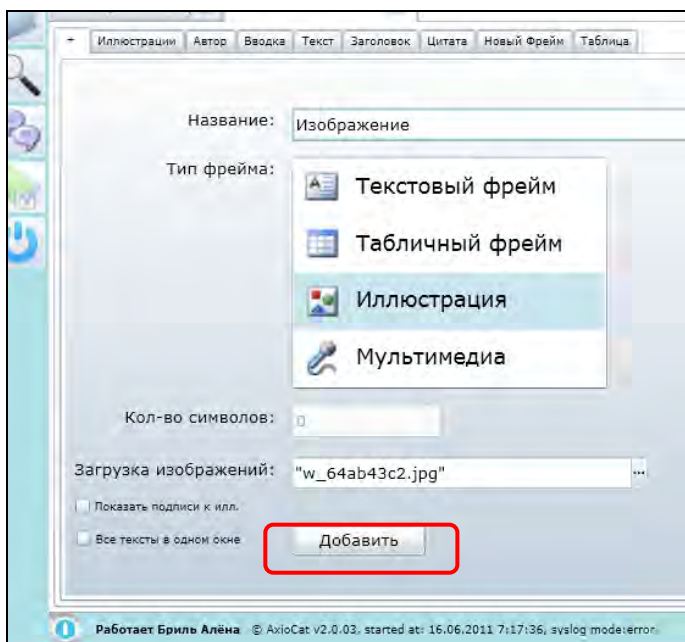 + Иллюстрации Автор Вводка Текст Заголовок Цитата Новый Фрейм Таблица
Название: Изображение
Тип фрейма:
Текстовый фрейм
Табличный фрейм
Иллюстрация
Мультимедиа
Кол-во символов: 0
Загрузка изображений: "w_64ab43c2.jpg" ...
Показать подписи к илл.
Все тексты в одном окне
Добавить
Работает Бриль Алёна © AxioCat v2.0.03, started at: 16.06.2011 7:17:36, syslog mode:error